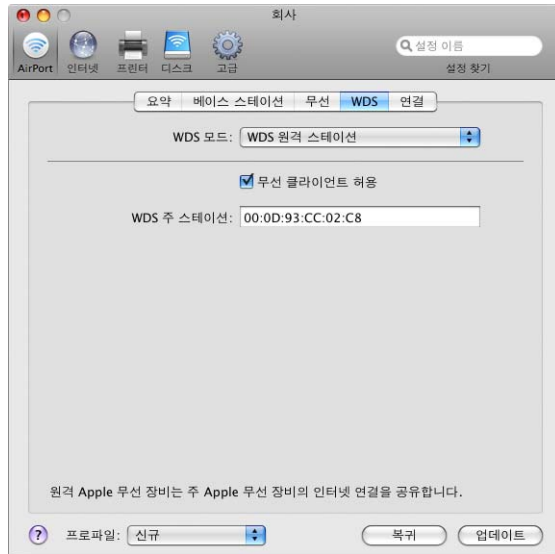 회사
AirPort 인터넷 프린터 디스크 고급
설정 이름
설정 찾기
요약 베이스 스테이션 무선 WDS 연결
WDS 모드: WDS 원격 스테이션
무선 클라이언트 허용
WDS 주 스테이션: 00:0D:93:CC:02:C8
원격 Apple 무선 장비는 주 Apple 무선 장비의 인터넷 연결을 공유합니다.
? 프로파일: 신규 복귀 업데이트